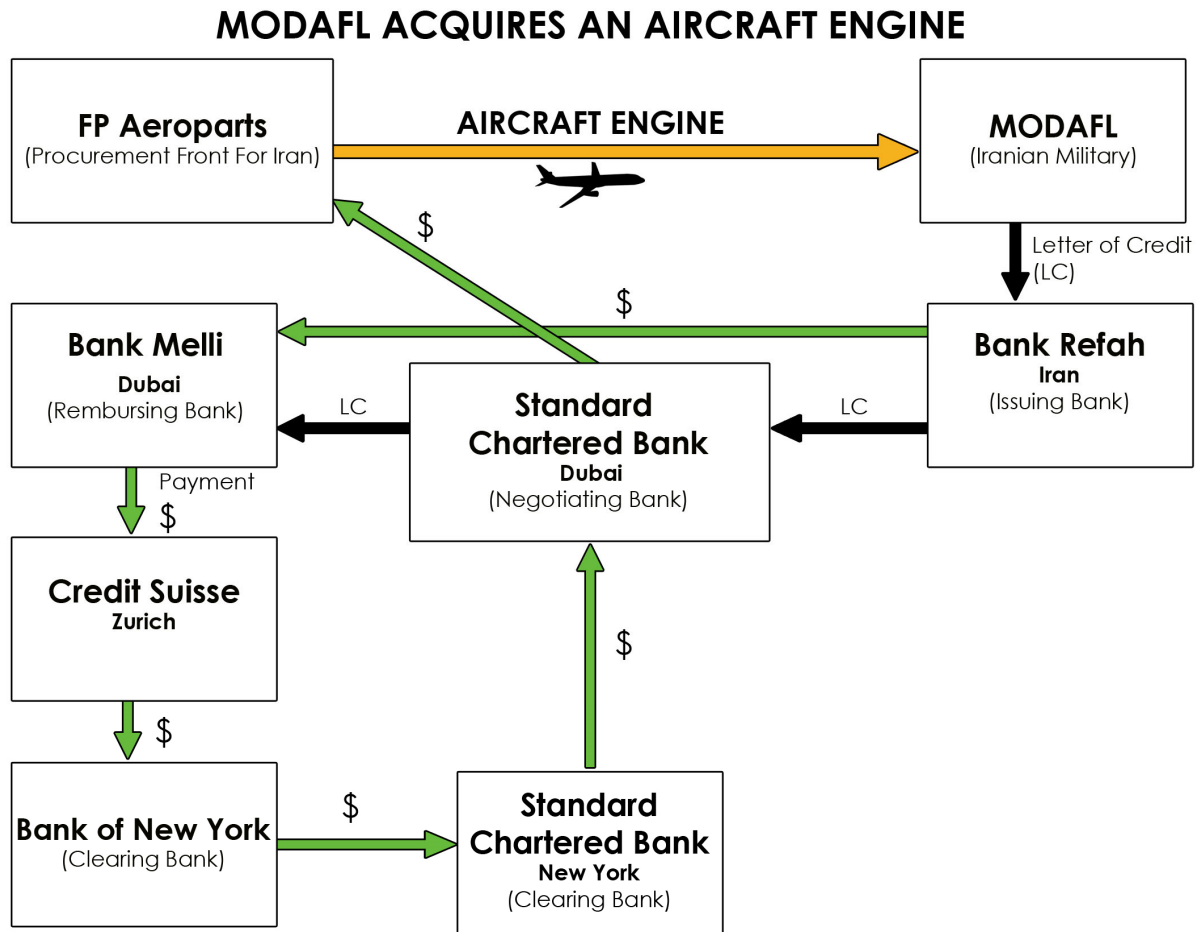 MODAFL ACQUIRES AN AIRCRAFT ENGINE
FP Aeroparts
(Procurement Front For Iran)
AIRCRAFT ENGINE
MODAFL
(Iranian Military)
$
Letter of Credit
(LC)
$
Bank Melli
Dubai
(Rembursing Bank)
LC
Standard
Chartered Bank
Dubai
(Negotiating Bank)
LC
Bank Refah
Iran
(Issuing Bank)
Payment
$
Credit Suisse
Zurich
$
$
Bank of New York
(Clearing Bank)
$
Standard
Chartered Bank
New York
(Clearing Bank)